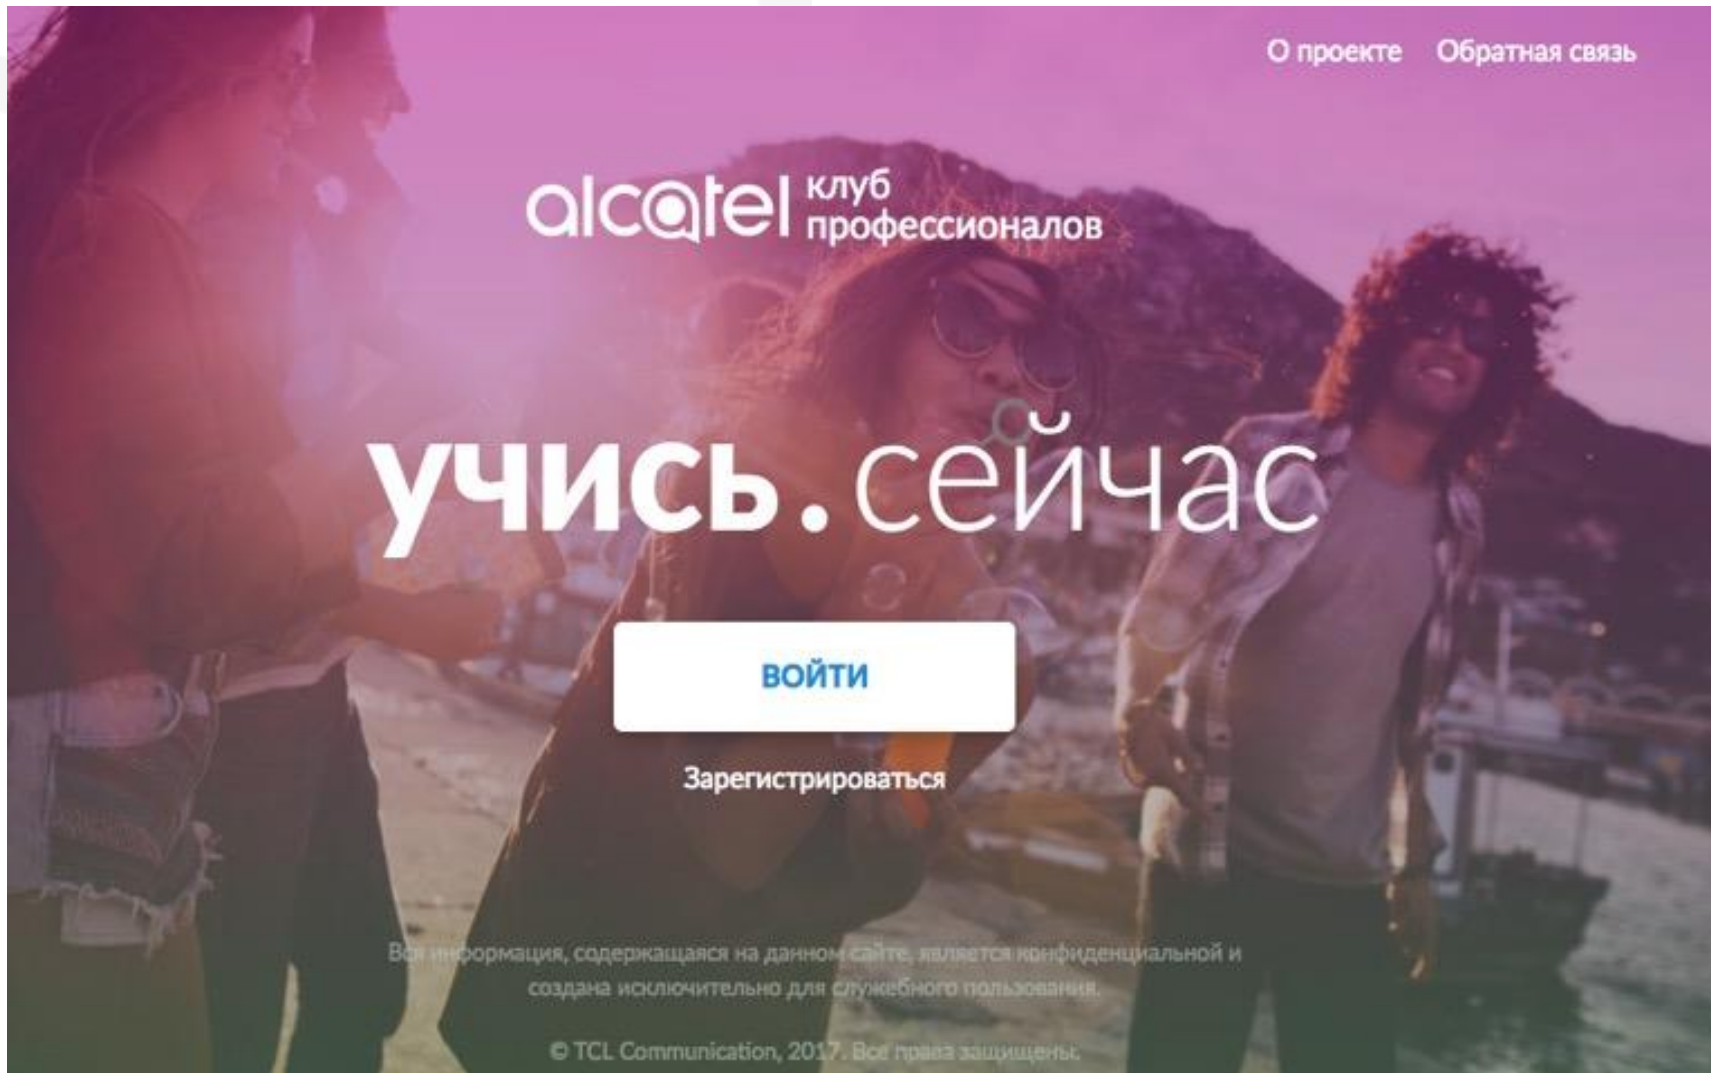 О проекте Обратная связь
alcatel клуб
профессионалов
учись.сейчас
ВОЙТИ
Зарегистрироваться
Вся информация, содержащаяся на данном сайте, является конфиденциальной и
создана исключительно для служебного пользования.
© TCL Communication, 2017. Все права защищены.